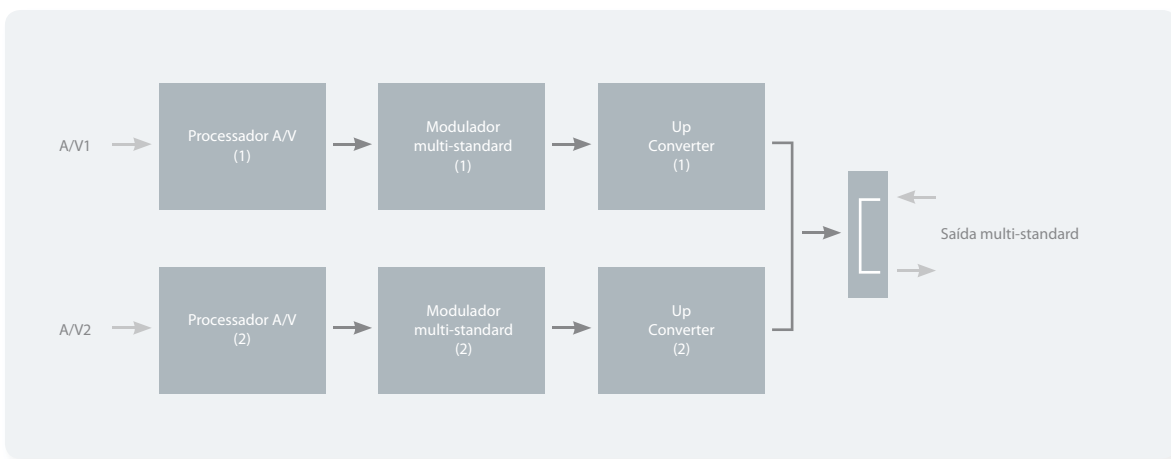 A/V1
Processador A/V
(1)
Modulador
multi-standard
(1)
Up
Converter
(1)
Saída multi-standard
A/V2
Processador A/V
(2)
Modulador
multi-standard
(2)
Up
Converter
(2)